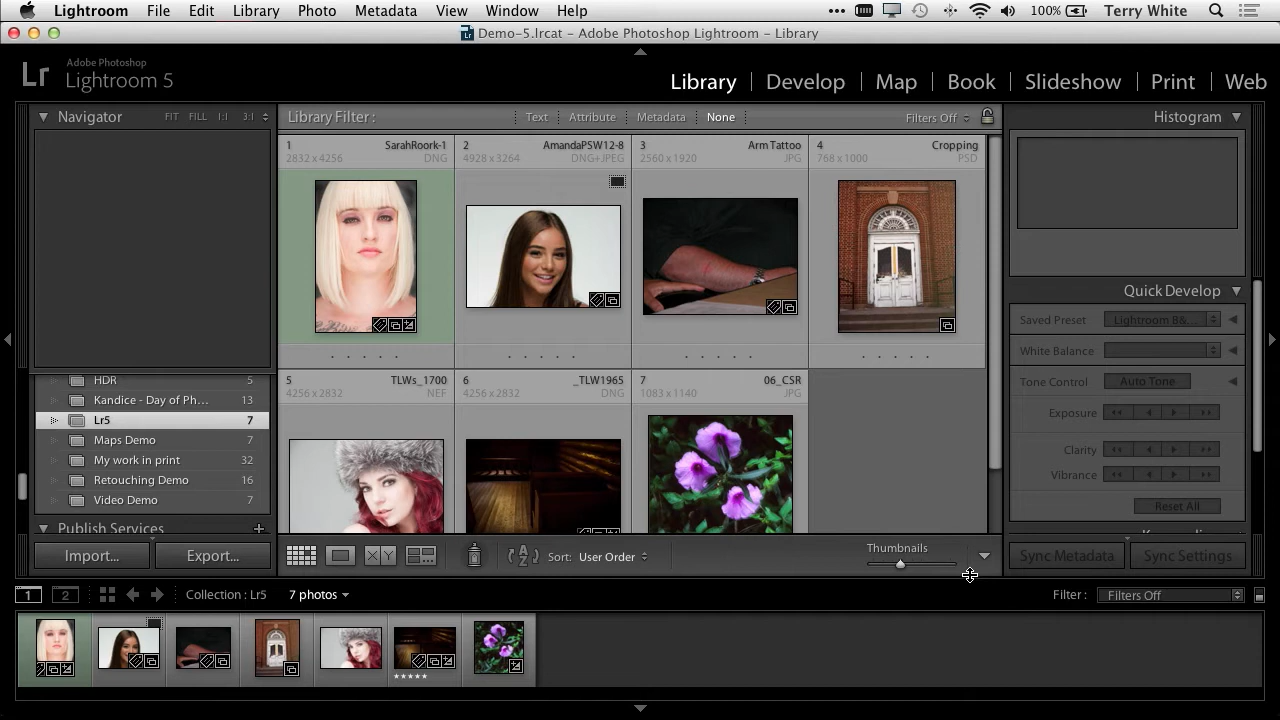 Lightroom File Edit Library Photo Metadata View Window Help 100% Terry White
Demo-5.lrcat – Adobe Photoshop Lightroom – Library
Lr Adobe Photoshop
Lightroom 5
Library Develop Map Book Slideshow Print Web
Navigator FIT FILL 1:1 3:1
Library Filter : Text Attribute Metadata None Filters Off
Histogram
1 SarahRoork-1
2832 x 4256 DNG
2 AmandaPSW12-8
4928 x 3264 DNG+JPEG
3 Arm Tattoo
2560 x 1920 JPG
4 Cropping
768 x 1000 PSD
Quick Develop
Saved Preset Lightroom B&...
White Balance
Tone Control Auto Tone
Exposure
Clarity
Vibrance
Reset All
HDR 5
Kandice - Day of Ph... 13
Lr5 7
Maps Demo 7
My work in print 32
Retouching Demo 16
Video Demo 7
5 TLWs_1700
4256 x 2832 NEF
6 _TLW1965
4256 x 2832 DNG
7 06_CSR
1083 x 1140 JPG
Publish Services +
Import... Export...
XY
Sort: User Order
Thumbnails
Sync Metadata Sync Settings
1 2 Collection : Lr5 7 photos Filter : Filters Off